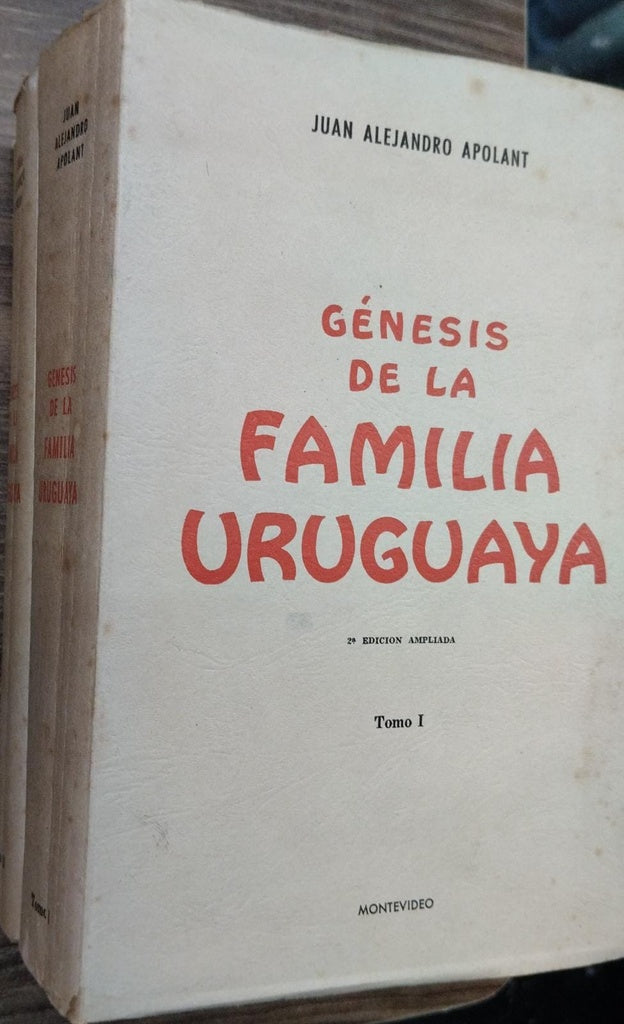 JUAN ALEJANDRO APOLANT
GÉNESIS
DE LA
FAMILIA
URUGUAYA
2ª EDICION AMPLIADA
Tomo I
MONTEVIDEO
JUAN
ALEJANDRO
APOLANT
GENESIS
DE LA
FAMILIA
URUGUAYA
Tomo I